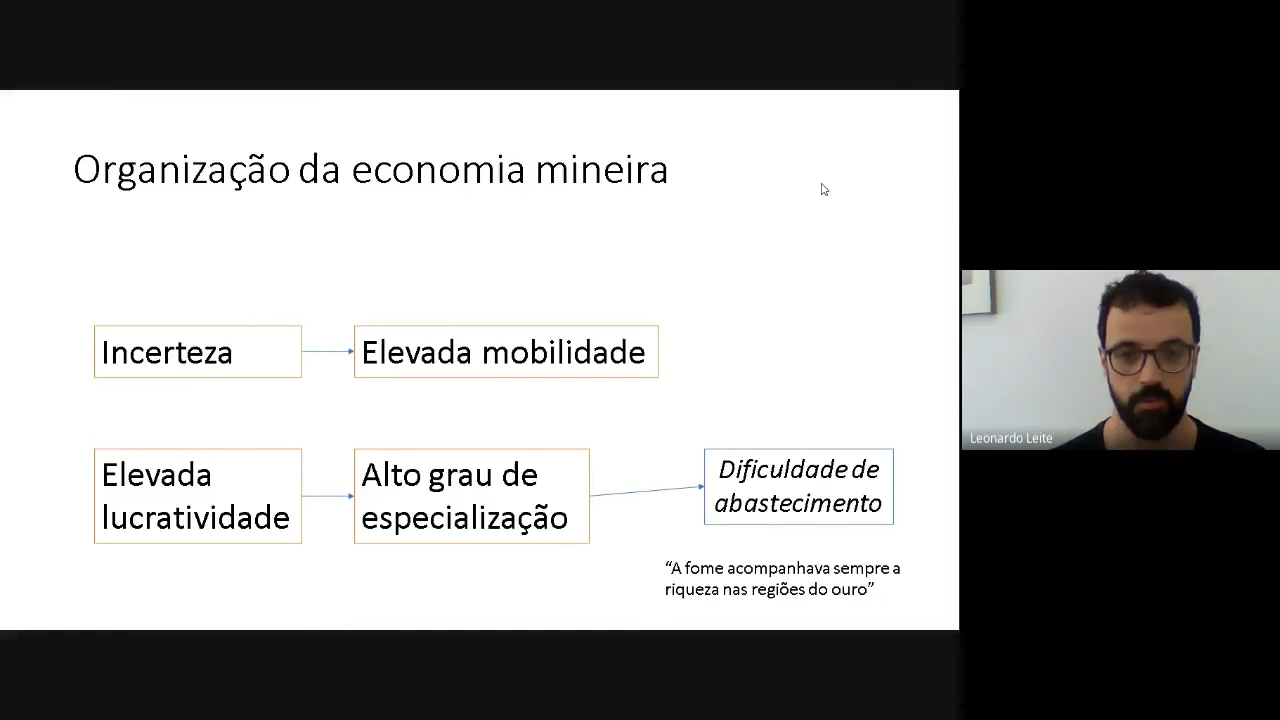 Organização da economia mineira
Incerteza
Elevada mobilidade
Elevada
lucratividade
Alto grau de
especialização
Dificuldade de
abastecimento
“A fome acompanhava sempre a
riqueza nas regiões do ouro”
Leonardo Leite